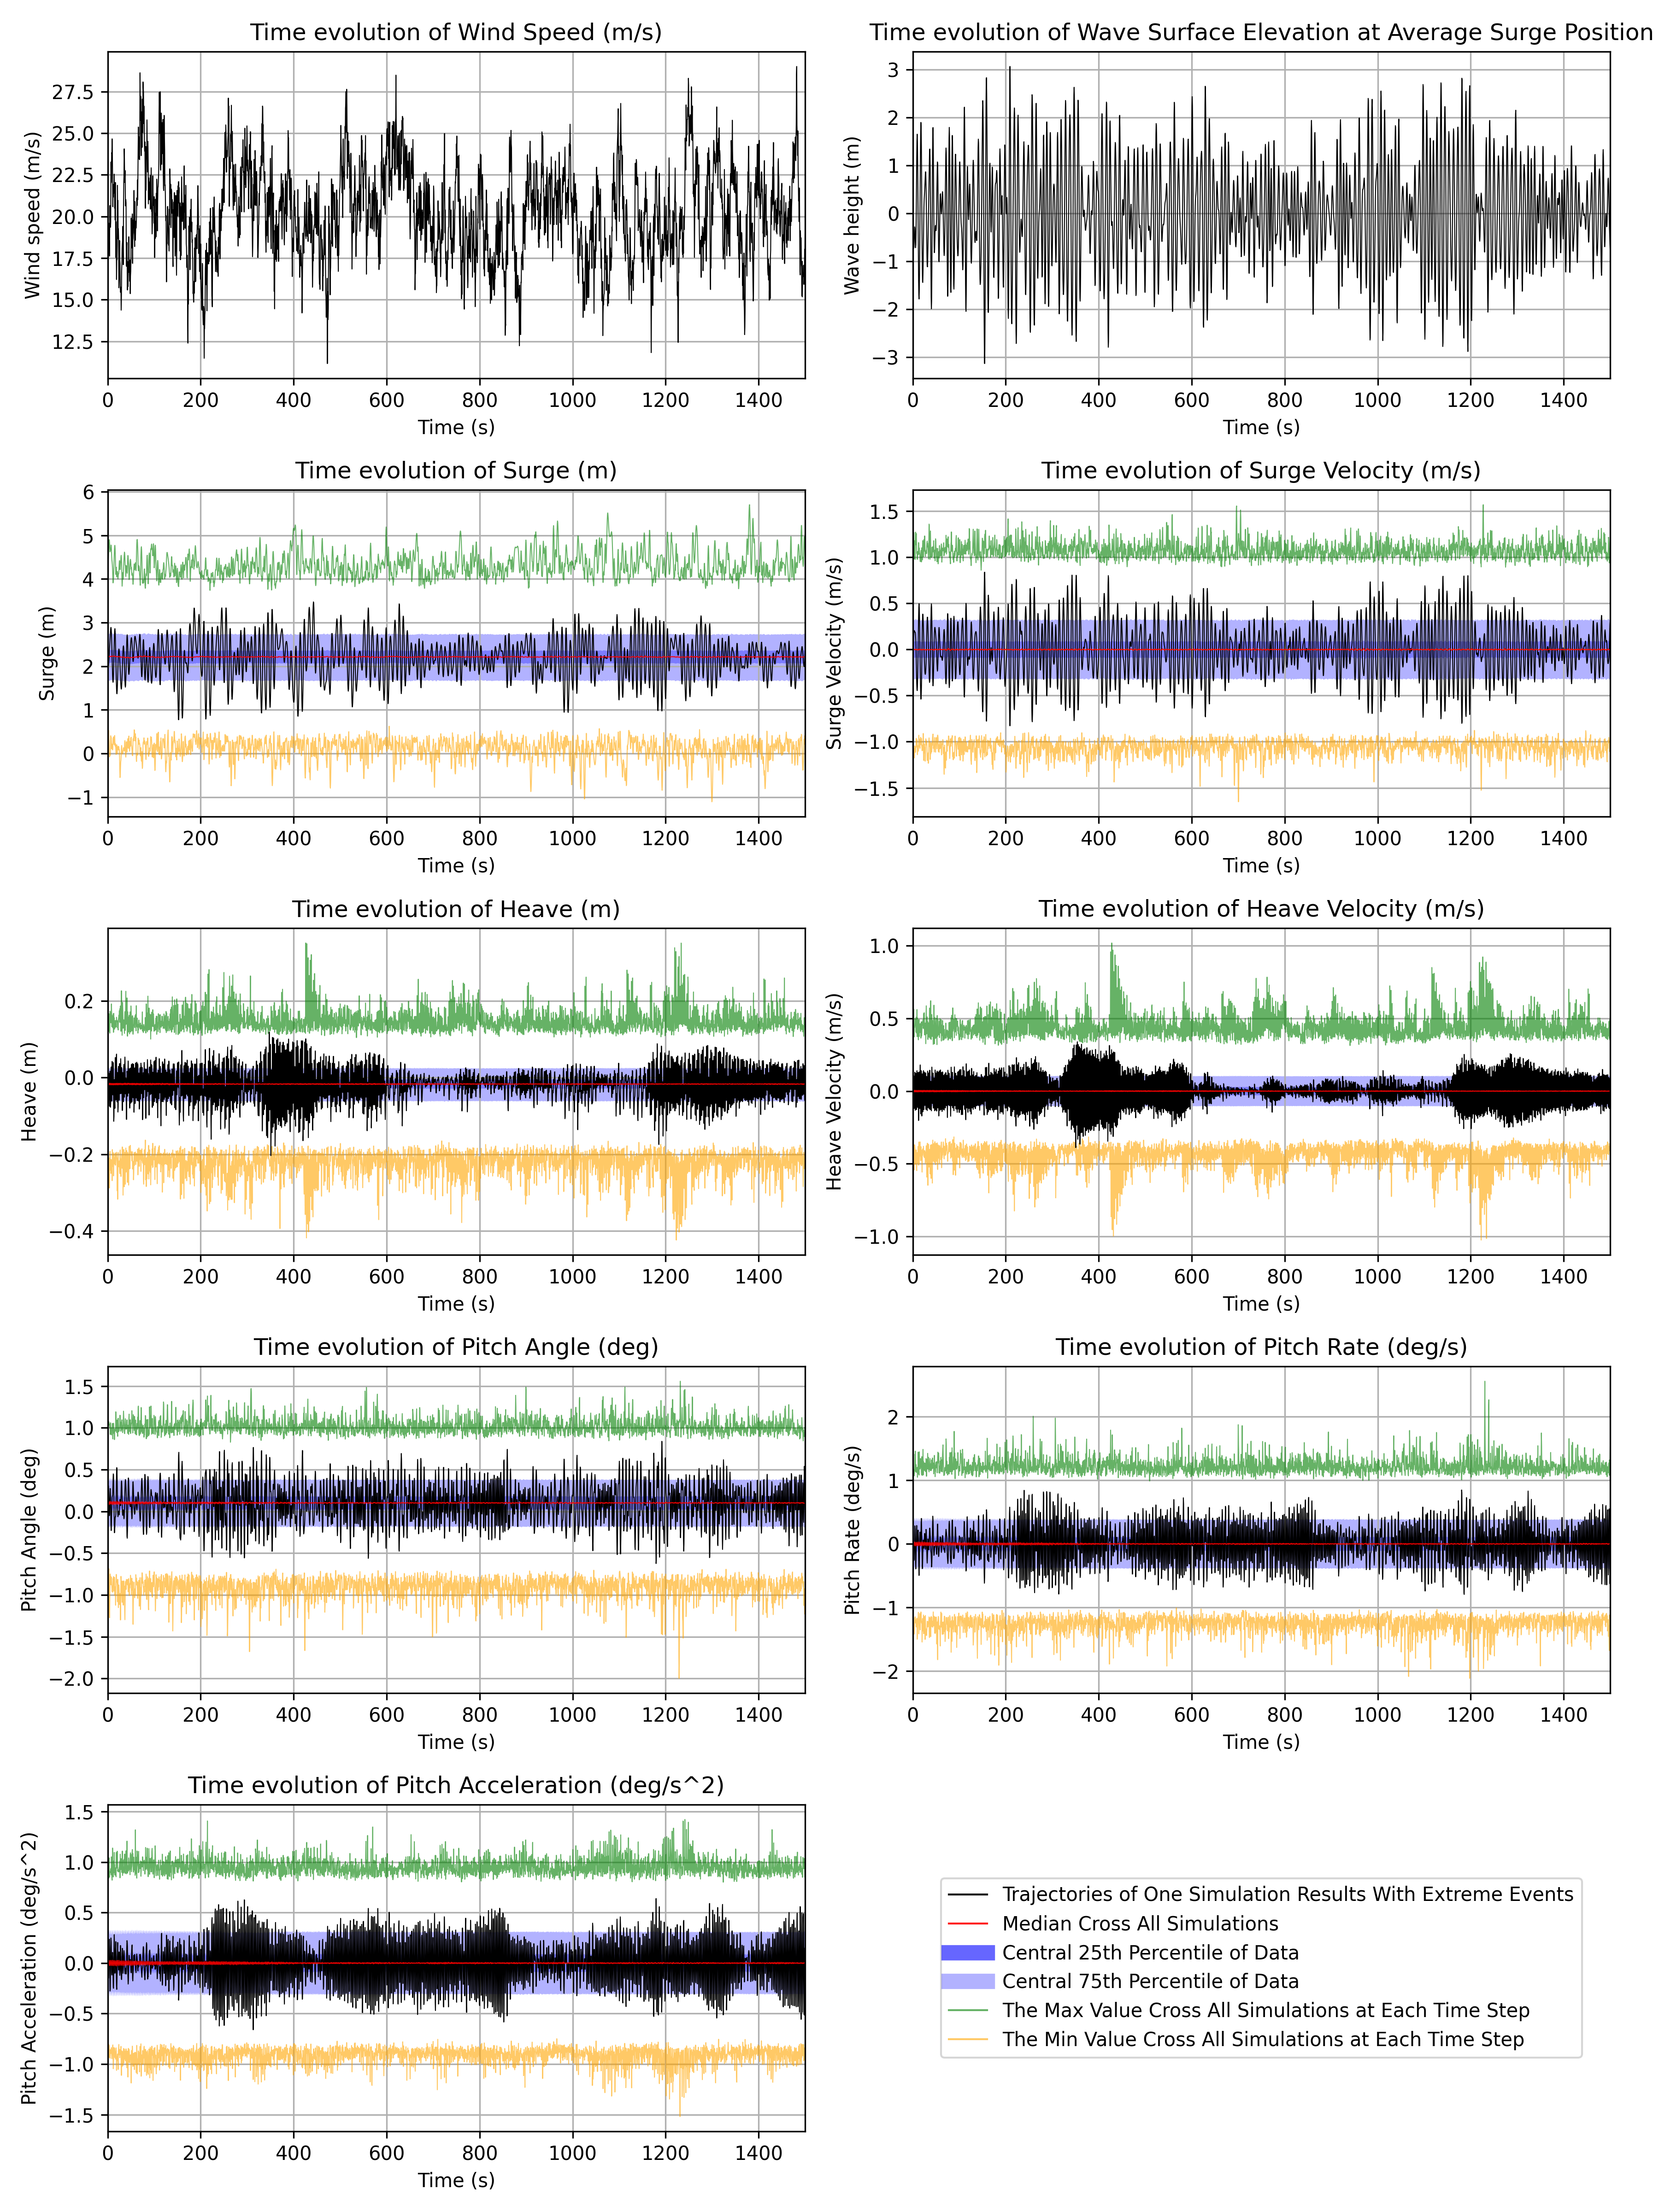 Time evolution of Wind Speed (m/s)
Wind speed (m/s)
27.5
25.0
22.5
20.0
17.5
15.0
12.5
0 200 400 600 800 1000 1200 1400
Time (s)
Time evolution of Wave Surface Elevation at Average Surge Position
Wave height (m)
3
2
1
0
−1
−2
−3
0 200 400 600 800 1000 1200 1400
Time (s)
Time evolution of Surge (m)
Surge (m)
6
5
4
3
2
1
0
−1
0 200 400 600 800 1000 1200 1400
Time (s)
Time evolution of Surge Velocity (m/s)
Surge Velocity (m/s)
1.5
1.0
0.5
0.0
−0.5
−1.0
−1.5
0 200 400 600 800 1000 1200 1400
Time (s)
Time evolution of Heave (m)
Heave (m)
0.2
0.0
−0.2
−0.4
0 200 400 600 800 1000 1200 1400
Time (s)
Time evolution of Heave Velocity (m/s)
Heave Velocity (m/s)
1.0
0.5
0.0
−0.5
−1.0
0 200 400 600 800 1000 1200 1400
Time (s)
Time evolution of Pitch Angle (deg)
Pitch Angle (deg)
1.5
1.0
0.5
0.0
−0.5
−1.0
−1.5
−2.0
0 200 400 600 800 1000 1200 1400
Time (s)
Time evolution of Pitch Rate (deg/s)
Pitch Rate (deg/s)
2
1
0
−1
−2
0 200 400 600 800 1000 1200 1400
Time (s)
Time evolution of Pitch Acceleration (deg/s^2)
Pitch Acceleration (deg/s^2)
1.5
1.0
0.5
0.0
−0.5
−1.0
−1.5
0 200 400 600 800 1000 1200 1400
Time (s)
Trajectories of One Simulation Results With Extreme Events
Median Cross All Simulations
Central 25th Percentile of Data
Central 75th Percentile of Data
The Max Value Cross All Simulations at Each Time Step
The Min Value Cross All Simulations at Each Time Step